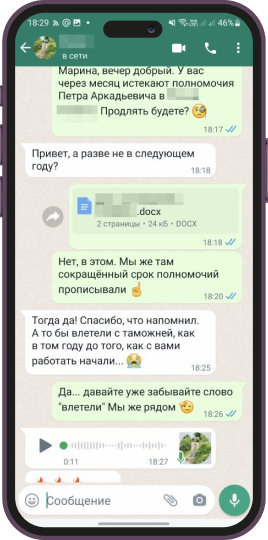 18:29
46%
в сети
Марина, вечер добрый. У вас
через месяц истекают полномочия
Петра Аркадьевича в
Продлять будете? 🧐
18:17
Привет, а разве не в следующем
году?
18:18
.docx
2 страницы • 24 кБ • DOCX
18:18
Нет, в этом. Мы же там
сокращённый срок полномочий
прописывали ☝
18:20
Тогда да! Спасибо, что напомнил.
А то бы влетели с таможней, как
в том году до того, как с вами
работать начали... 😭
18:25
Да... давайте уже забывайте слово
"влетели" Мы же рядом 🫡
18:26
0:11
18:27
Сообщение